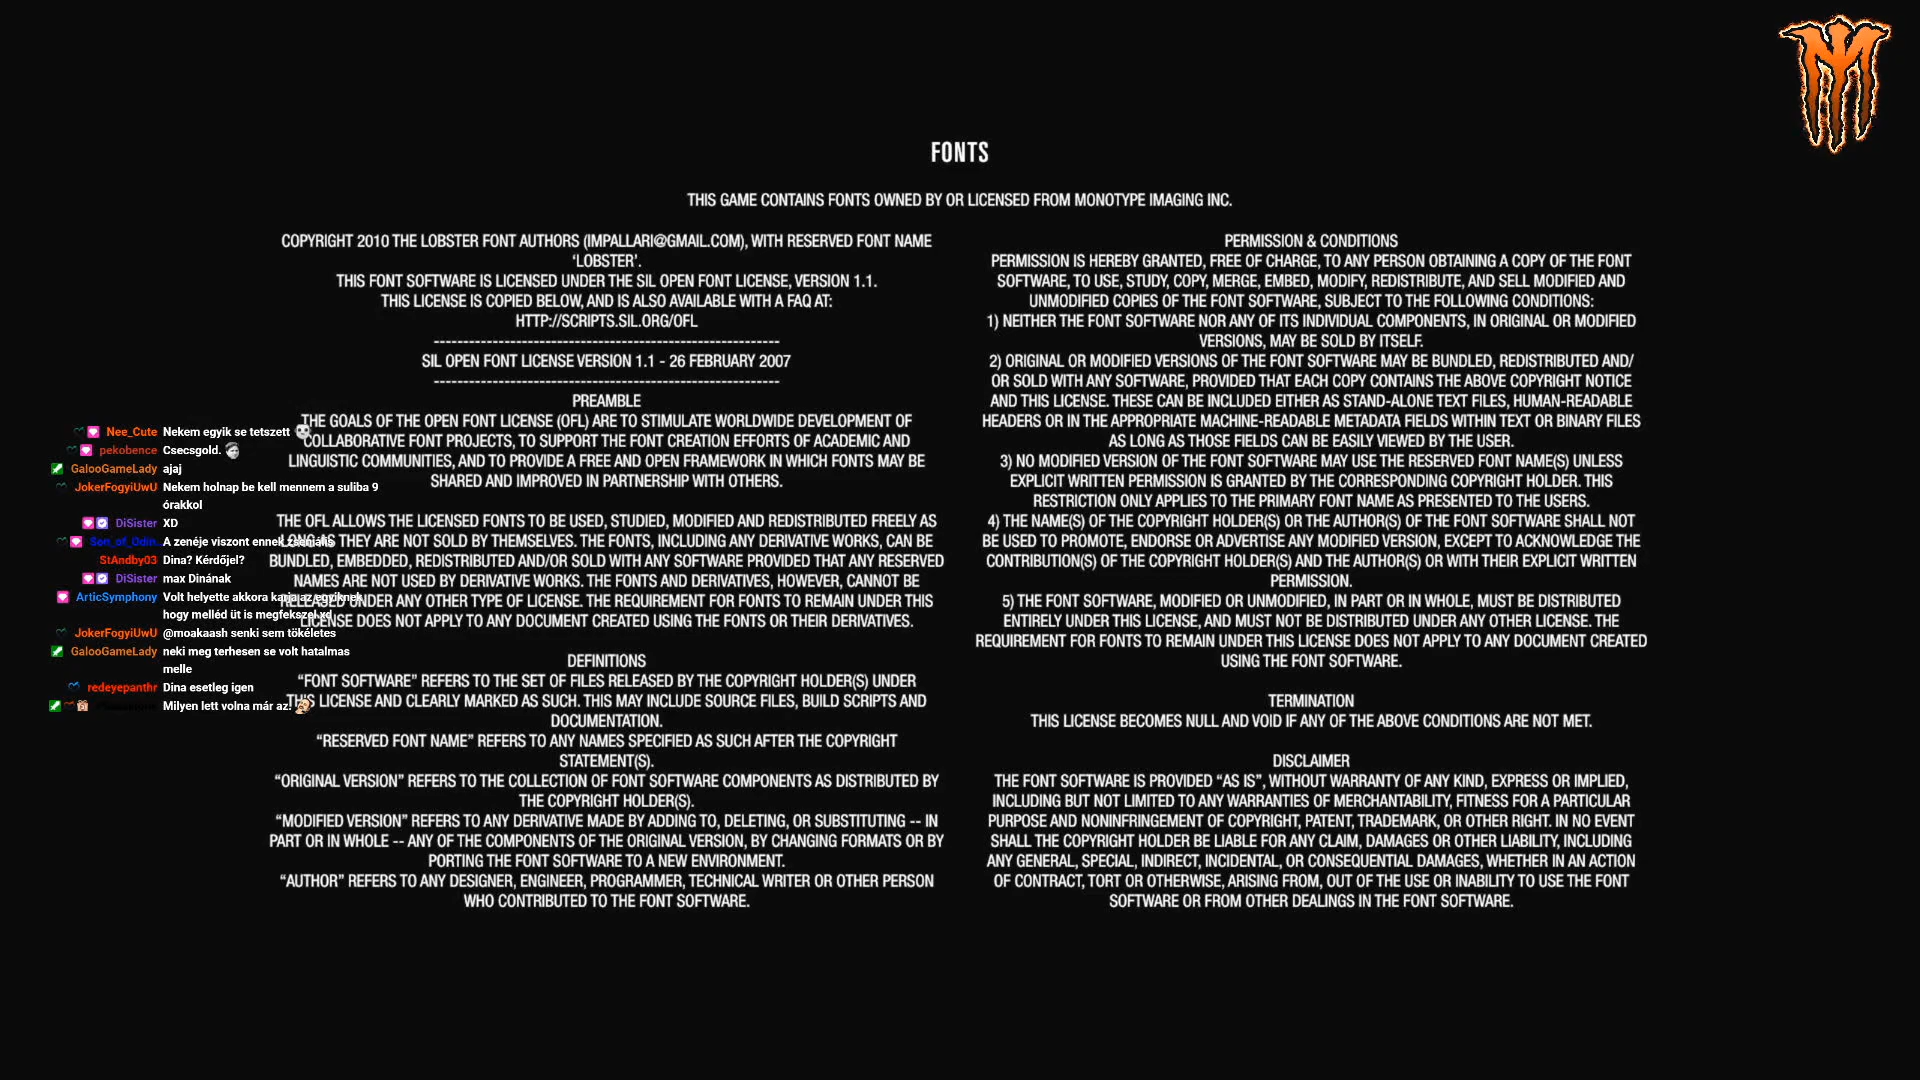 FONTS
THIS GAME CONTAINS FONTS OWNED BY OR LICENSED FROM MONOTYPE IMAGING INC.
COPYRIGHT 2010 THE LOBSTER FONT AUTHORS (IMPALLARI@GMAIL.COM), WITH RESERVED FONT NAME
‘LOBSTER’.
THIS FONT SOFTWARE IS LICENSED UNDER THE SIL OPEN FONT LICENSE, VERSION 1.1.
THIS LICENSE IS COPIED BELOW, AND IS ALSO AVAILABLE WITH A FAQ AT:
HTTP://SCRIPTS.SIL.ORG/OFL
-----------------------------------------------------------
SIL OPEN FONT LICENSE VERSION 1.1 - 26 FEBRUARY 2007
-----------------------------------------------------------
PREAMBLE
THE GOALS OF THE OPEN FONT LICENSE (OFL) ARE TO STIMULATE WORLDWIDE DEVELOPMENT OF
COLLABORATIVE FONT PROJECTS, TO SUPPORT THE FONT CREATION EFFORTS OF ACADEMIC AND
LINGUISTIC COMMUNITIES, AND TO PROVIDE A FREE AND OPEN FRAMEWORK IN WHICH FONTS MAY BE
SHARED AND IMPROVED IN PARTNERSHIP WITH OTHERS.
THE OFL ALLOWS THE LICENSED FONTS TO BE USED, STUDIED, MODIFIED AND REDISTRIBUTED FREELY AS
LONG AS THEY ARE NOT SOLD BY THEMSELVES. THE FONTS, INCLUDING ANY DERIVATIVE WORKS, CAN BE
BUNDLED, EMBEDDED, REDISTRIBUTED AND/OR SOLD WITH ANY SOFTWARE PROVIDED THAT ANY RESERVED
NAMES ARE NOT USED BY DERIVATIVE WORKS. THE FONTS AND DERIVATIVES, HOWEVER, CANNOT BE
RELEASED UNDER ANY OTHER TYPE OF LICENSE. THE REQUIREMENT FOR FONTS TO REMAIN UNDER THIS
LICENSE DOES NOT APPLY TO ANY DOCUMENT CREATED USING THE FONTS OR THEIR DERIVATIVES.
DEFINITIONS
“FONT SOFTWARE” REFERS TO THE SET OF FILES RELEASED BY THE COPYRIGHT HOLDER(S) UNDER
THIS LICENSE AND CLEARLY MARKED AS SUCH. THIS MAY INCLUDE SOURCE FILES, BUILD SCRIPTS AND
DOCUMENTATION.
“RESERVED FONT NAME” REFERS TO ANY NAMES SPECIFIED AS SUCH AFTER THE COPYRIGHT
STATEMENT(S).
“ORIGINAL VERSION” REFERS TO THE COLLECTION OF FONT SOFTWARE COMPONENTS AS DISTRIBUTED BY
THE COPYRIGHT HOLDER(S).
“MODIFIED VERSION” REFERS TO ANY DERIVATIVE MADE BY ADDING TO, DELETING, OR SUBSTITUTING -- IN
PART OR IN WHOLE -- ANY OF THE COMPONENTS OF THE ORIGINAL VERSION, BY CHANGING FORMATS OR BY
PORTING THE FONT SOFTWARE TO A NEW ENVIRONMENT.
“AUTHOR” REFERS TO ANY DESIGNER, ENGINEER, PROGRAMMER, TECHNICAL WRITER OR OTHER PERSON
WHO CONTRIBUTED TO THE FONT SOFTWARE.
PERMISSION & CONDITIONS
PERMISSION IS HEREBY GRANTED, FREE OF CHARGE, TO ANY PERSON OBTAINING A COPY OF THE FONT
SOFTWARE, TO USE, STUDY, COPY, MERGE, EMBED, MODIFY, REDISTRIBUTE, AND SELL MODIFIED AND
UNMODIFIED COPIES OF THE FONT SOFTWARE, SUBJECT TO THE FOLLOWING CONDITIONS:
1) NEITHER THE FONT SOFTWARE NOR ANY OF ITS INDIVIDUAL COMPONENTS, IN ORIGINAL OR MODIFIED
VERSIONS, MAY BE SOLD BY ITSELF.
2) ORIGINAL OR MODIFIED VERSIONS OF THE FONT SOFTWARE MAY BE BUNDLED, REDISTRIBUTED AND/
OR SOLD WITH ANY SOFTWARE, PROVIDED THAT EACH COPY CONTAINS THE ABOVE COPYRIGHT NOTICE
AND THIS LICENSE. THESE CAN BE INCLUDED EITHER AS STAND-ALONE TEXT FILES, HUMAN-READABLE
HEADERS OR IN THE APPROPRIATE MACHINE-READABLE METADATA FIELDS WITHIN TEXT OR BINARY FILES
AS LONG AS THOSE FIELDS CAN BE EASILY VIEWED BY THE USER.
3) NO MODIFIED VERSION OF THE FONT SOFTWARE MAY USE THE RESERVED FONT NAME(S) UNLESS
EXPLICIT WRITTEN PERMISSION IS GRANTED BY THE CORRESPONDING COPYRIGHT HOLDER. THIS
RESTRICTION ONLY APPLIES TO THE PRIMARY FONT NAME AS PRESENTED TO THE USERS.
4) THE NAME(S) OF THE COPYRIGHT HOLDER(S) OR THE AUTHOR(S) OF THE FONT SOFTWARE SHALL NOT
BE USED TO PROMOTE, ENDORSE OR ADVERTISE ANY MODIFIED VERSION, EXCEPT TO ACKNOWLEDGE THE
CONTRIBUTION(S) OF THE COPYRIGHT HOLDER(S) AND THE AUTHOR(S) OR WITH THEIR EXPLICIT WRITTEN
PERMISSION.
5) THE FONT SOFTWARE, MODIFIED OR UNMODIFIED, IN PART OR IN WHOLE, MUST BE DISTRIBUTED
ENTIRELY UNDER THIS LICENSE, AND MUST NOT BE DISTRIBUTED UNDER ANY OTHER LICENSE. THE
REQUIREMENT FOR FONTS TO REMAIN UNDER THIS LICENSE DOES NOT APPLY TO ANY DOCUMENT CREATED
USING THE FONT SOFTWARE.
TERMINATION
THIS LICENSE BECOMES NULL AND VOID IF ANY OF THE ABOVE CONDITIONS ARE NOT MET.
DISCLAIMER
THE FONT SOFTWARE IS PROVIDED “AS IS”, WITHOUT WARRANTY OF ANY KIND, EXPRESS OR IMPLIED,
INCLUDING BUT NOT LIMITED TO ANY WARRANTIES OF MERCHANTABILITY, FITNESS FOR A PARTICULAR
PURPOSE AND NONINFRINGEMENT OF COPYRIGHT, PATENT, TRADEMARK, OR OTHER RIGHT. IN NO EVENT
SHALL THE COPYRIGHT HOLDER BE LIABLE FOR ANY CLAIM, DAMAGES OR OTHER LIABILITY, INCLUDING
ANY GENERAL, SPECIAL, INDIRECT, INCIDENTAL, OR CONSEQUENTIAL DAMAGES, WHETHER IN AN ACTION
OF CONTRACT, TORT OR OTHERWISE, ARISING FROM, OUT OF THE USE OR INABILITY TO USE THE FONT
SOFTWARE OR FROM OTHER DEALINGS IN THE FONT SOFTWARE.
Nee_Cute Nekem egyik se tetszett
pekobence Csecsgold.
GalooGameLady ajaj
JokerFogyiUwU Nekem holnap be kell mennem a suliba 9
órakkol
DiSister XD
Son_of_Odin A zenéje viszont ennek zseniális
StAndby03 Dina? Kérdőjel?
DiSister max Dinának
ArticSymphony Volt helyette akkora kapja az egyiknek,
hogy melléd üt is megfekszel xd
JokerFogyiUwU @moakaash senki sem tökéletes
GalooGameLady neki meg terhesen se volt hatalmas
melle
redeyepanthr Dina esetleg igen
Milyen lett volna már az!